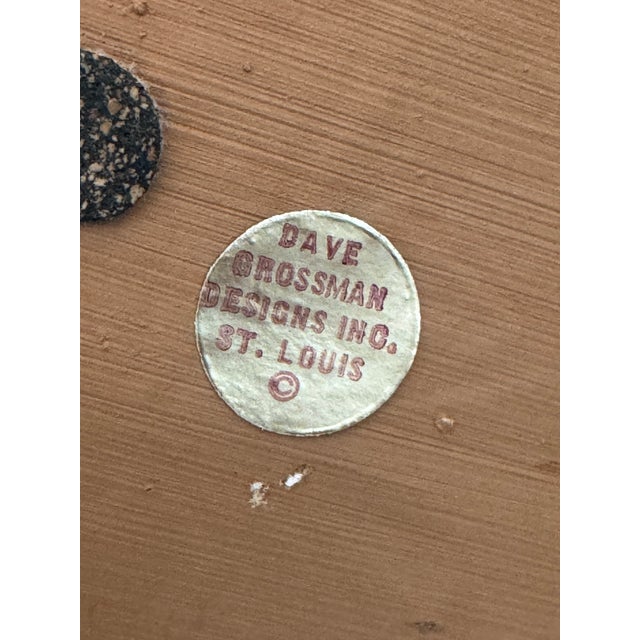 DAVE
GROSSMAN
DESIGNS INC.
ST. LOUIS
©